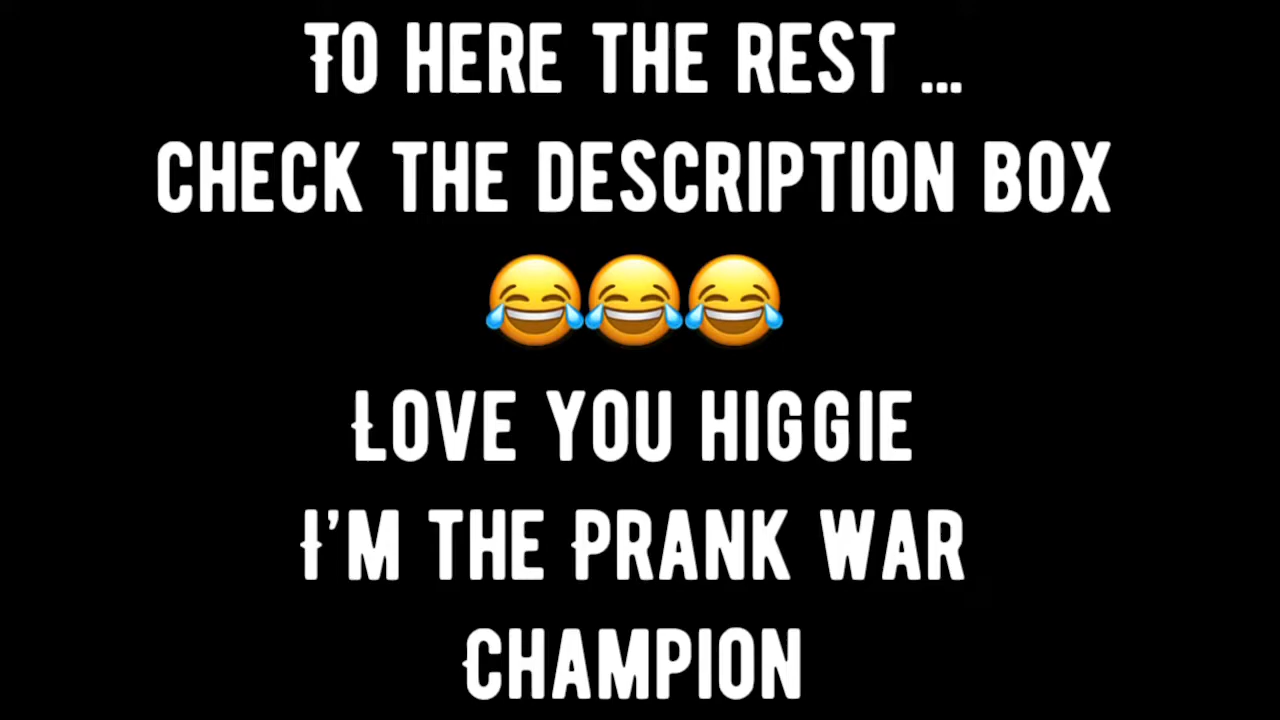 To here the rest ...
check the description box
😂😂😂
Love you higgie
I'm the Prank war
Champion